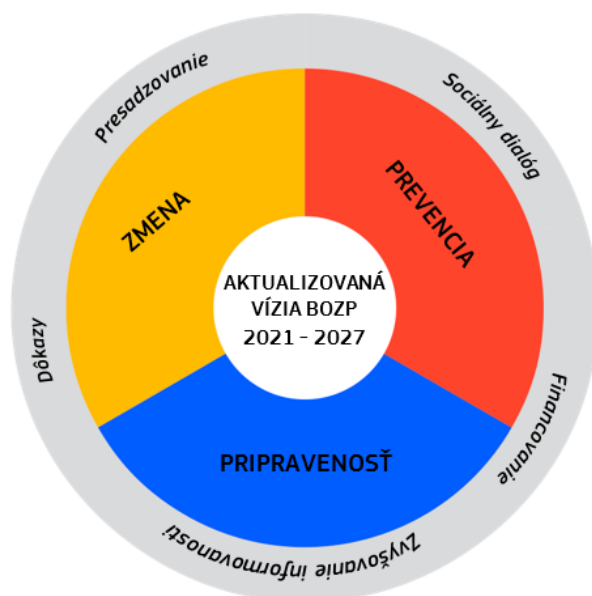 Presadzovanie
Sociálny dialóg
ZMENA
PREVENCIA
AKTUALIZOVANÁ
VÍZIA BOZP
2021 – 2027
Dôkazy
Financovanie
PRIPRAVENOSŤ
Zvyšovanie informovanosti